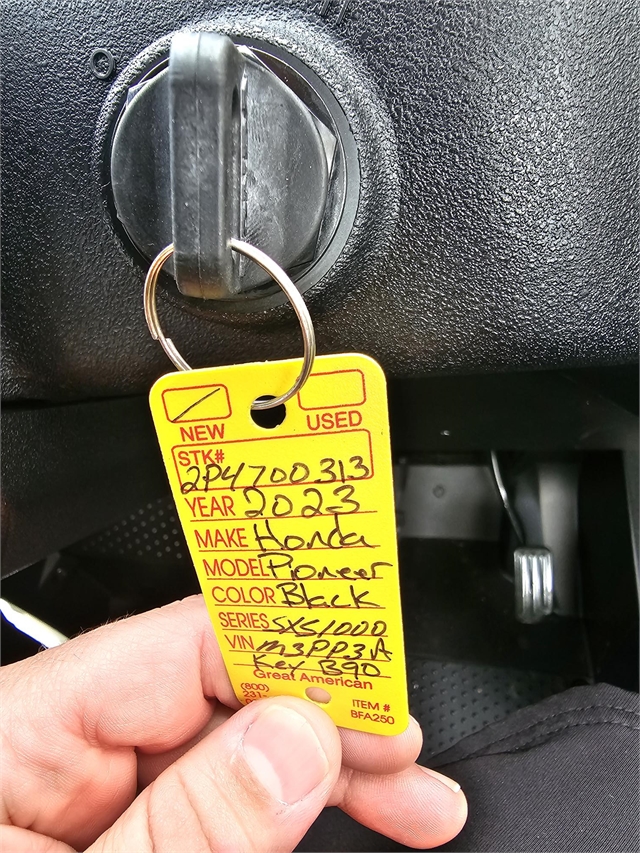 NEW USED
STK#
2P4700313
YEAR 2023
MAKE Honda
MODEL Pioneer
COLOR Black
SERIES SXS1000
VIN M3PP3A
Key B90
Great American
(800)
231-
ITEM #
BFA250